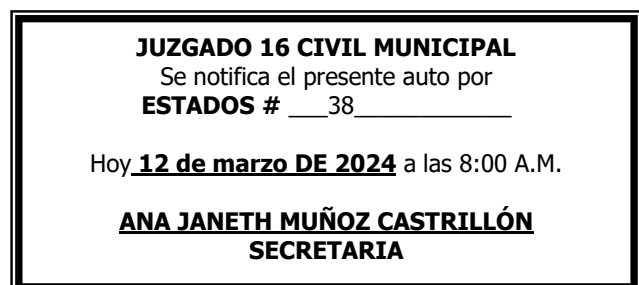 JUZGADO 16 CIVIL MUNICIPAL
Se notifica el presente auto por
ESTADOS # ___38____________
Hoy 12 de marzo DE 2024 a las 8:00 A.M.
ANA JANETH MUÑOZ CASTRILLÓN
SECRETARIA